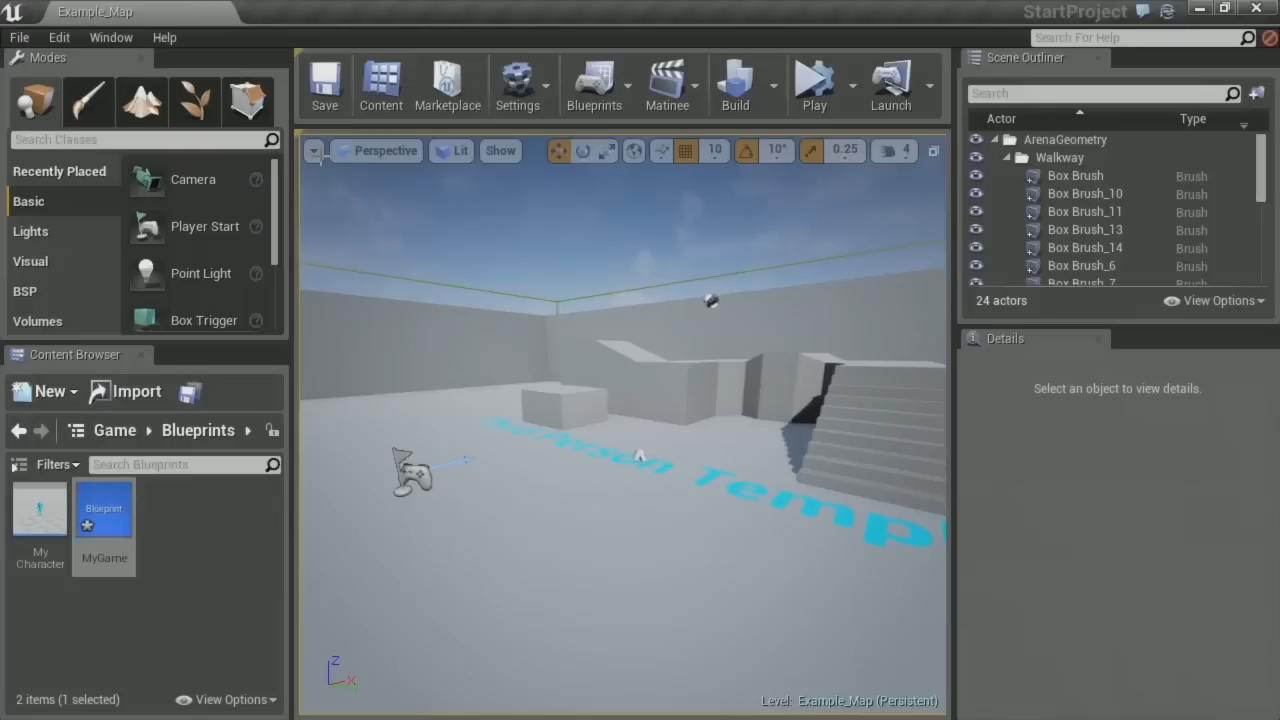 Example_Map
StartProject
File Edit Window Help
Search For Help
Modes
Search Classes
Recently Placed
Basic
Lights
Visual
BSP
Volumes
Camera
Player Start
Point Light
Box Trigger
Save
Content
Marketplace
Settings
Blueprints
Matinee
Build
Play
Launch
Perspective
Lit
Show
10
10°
0.25
4
Level: Example_Map (Persistent)
Z
X
Scene Outliner
Search
Actor Type
ArenaGeometry
Walkway
Box Brush Brush
Box Brush_10 Brush
Box Brush_11 Brush
Box Brush_13 Brush
Box Brush_14 Brush
Box Brush_6 Brush
Box Brush_7 Brush
24 actors
View Options
Details
Select an object to view details.
Content Browser
New
Import
Game Blueprints
Filters
Search Blueprints
My
Character
Blueprint
MyGame
2 items (1 selected)
View Options